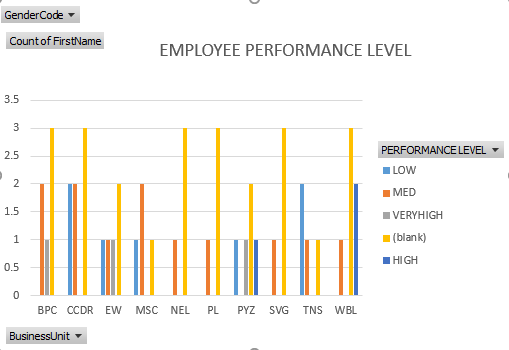 GenderCode
Count of FirstName
EMPLOYEE PERFORMANCE LEVEL
3.5
3
2.5
2
1.5
1
0.5
0
BPC CCDR EW MSC NEL PL PYZ SVG TNS WBL
PERFORMANCE LEVEL
LOW
MED
VERYHIGH
(blank)
HIGH
BusinessUnit